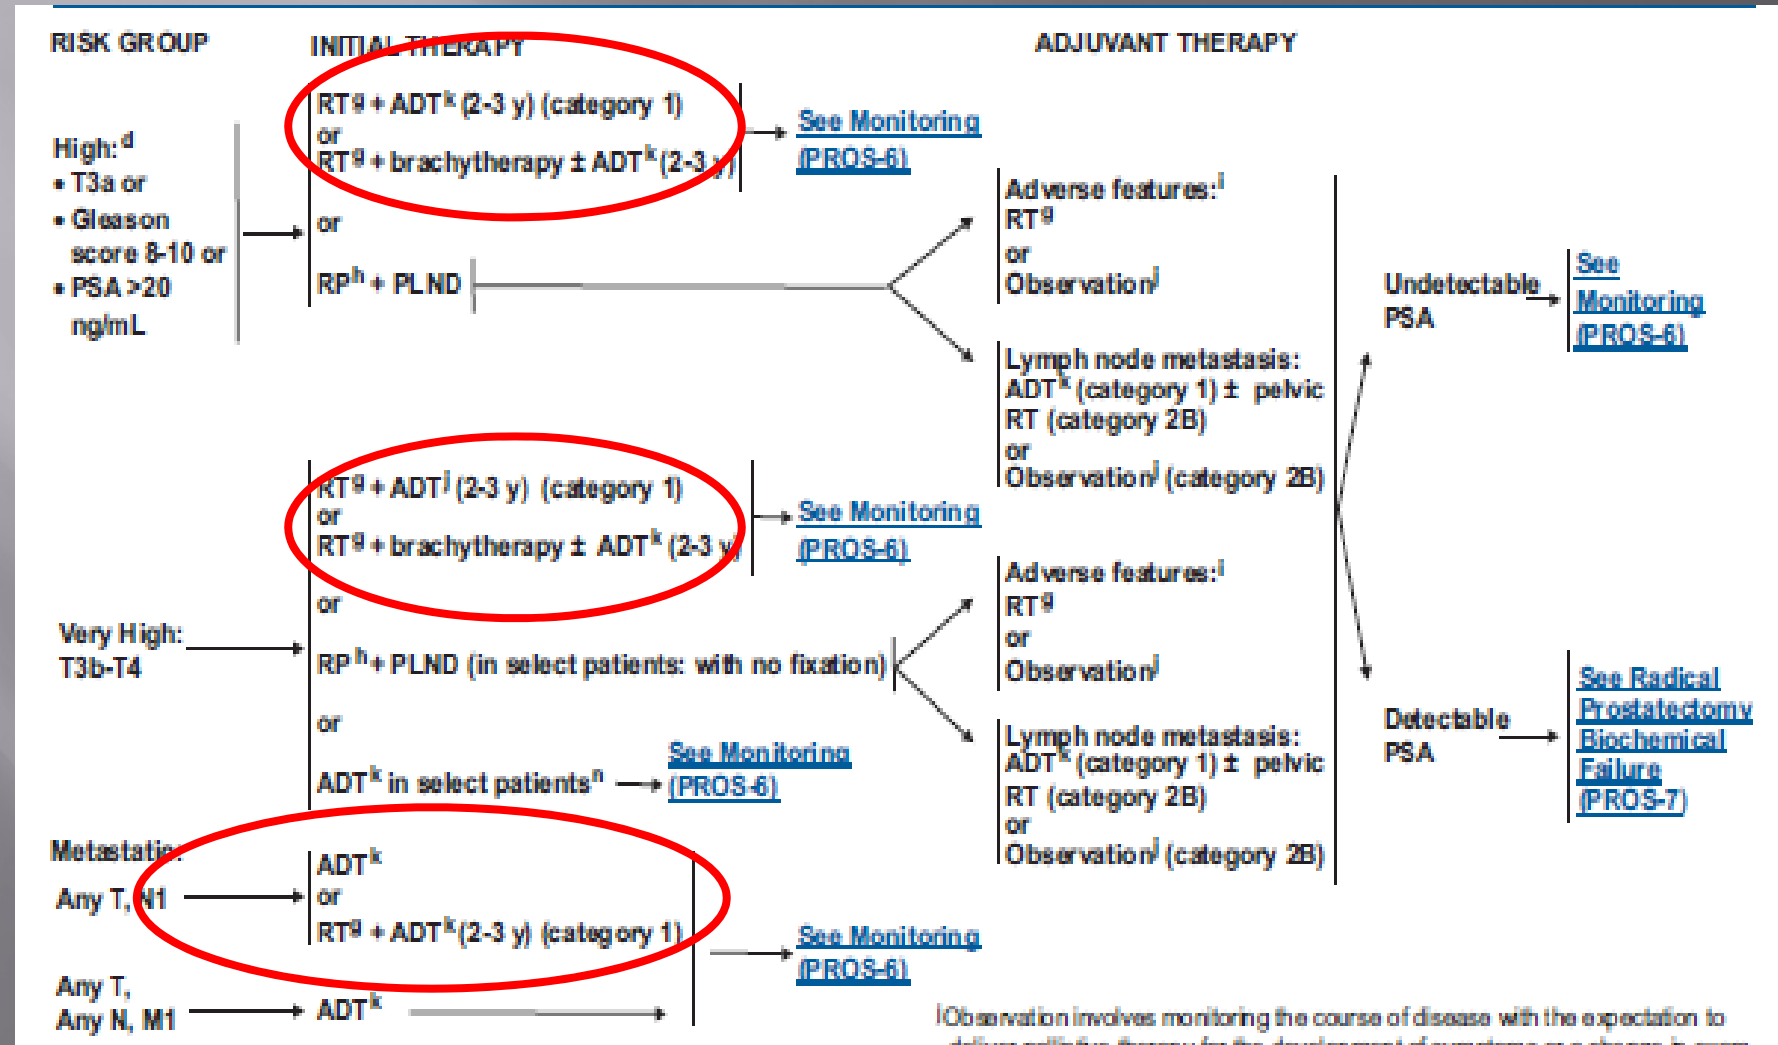 RISK GROUP
INITIAL THERAPY
ADJUVANT THERAPY
High:d
• T3a or
• Gleason
score 8-10 or
• PSA >20
ng/mL
RTg + ADTk (2-3 y) (category 1)
or
RTg + brachytherapy ± ADTk (2-3 y)
or
RPh + PLND
See Monitoring
(PROS-6)
Adverse features:i
RTg
or
Observationj
Lymph node metastasis:
ADTk (category 1) ± pelvic
RT (category 2B)
or
Observationj (category 2B)
Undetectable
PSA
See
Monitoring
(PROS-6)
Very High:
T3b-T4
RTg + ADTj (2-3 y) (category 1)
or
RTg + brachytherapy ± ADTk (2-3 y)
or
RPh + PLND (in select patients: with no fixation)
or
ADTk in select patientsn
See Monitoring
(PROS-6)
See Monitoring
(PROS-6)
Adverse features:i
RTg
or
Observationj
Lymph node metastasis:
ADTk (category 1) ± pelvic
RT (category 2B)
or
Observationj (category 2B)
Detectable
PSA
See Radical
Prostatectomy
Biochemical
Failure
(PROS-7)
Metastatic:
Any T, N1
ADTk
or
RTg + ADTk (2-3 y) (category 1)
Any T,
Any N, M1
ADTk
See Monitoring
(PROS-6)
jObservation involves monitoring the course of disease with the expectation to